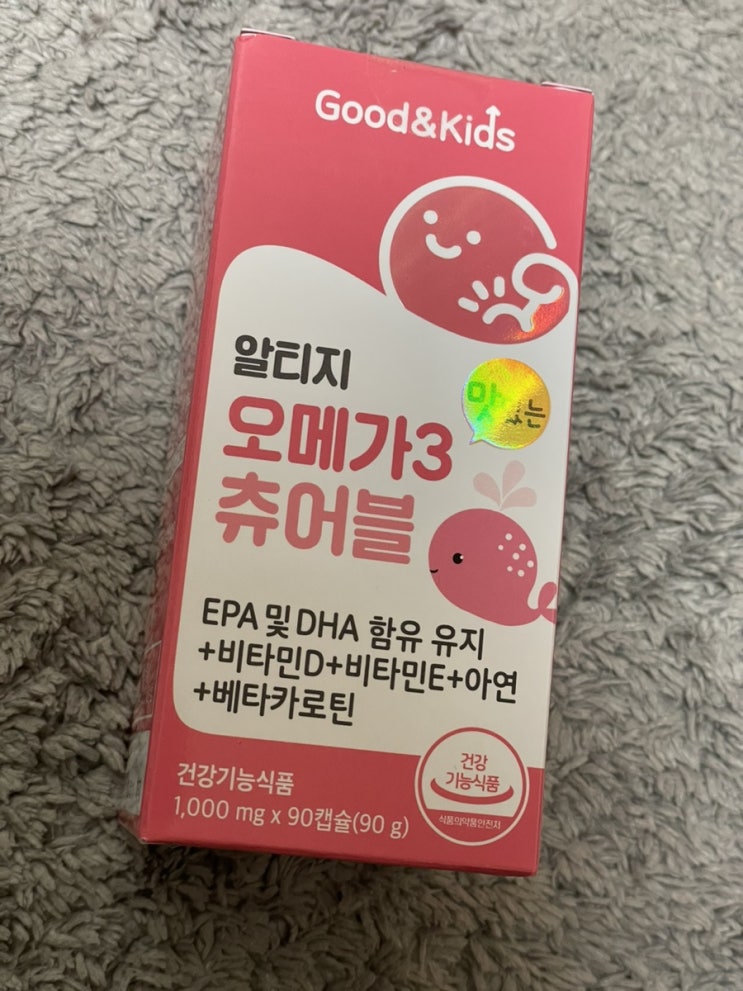 Good&Kids
알티지
맛있는
오메가3
츄어블
EPA 및 DHA 함유 유지
+비타민D+비타민E+아연
+베타카로틴
건강기능식품
1,000 mg x 90캡슐(90 g)
건강
기능식품
식품의약품안전처